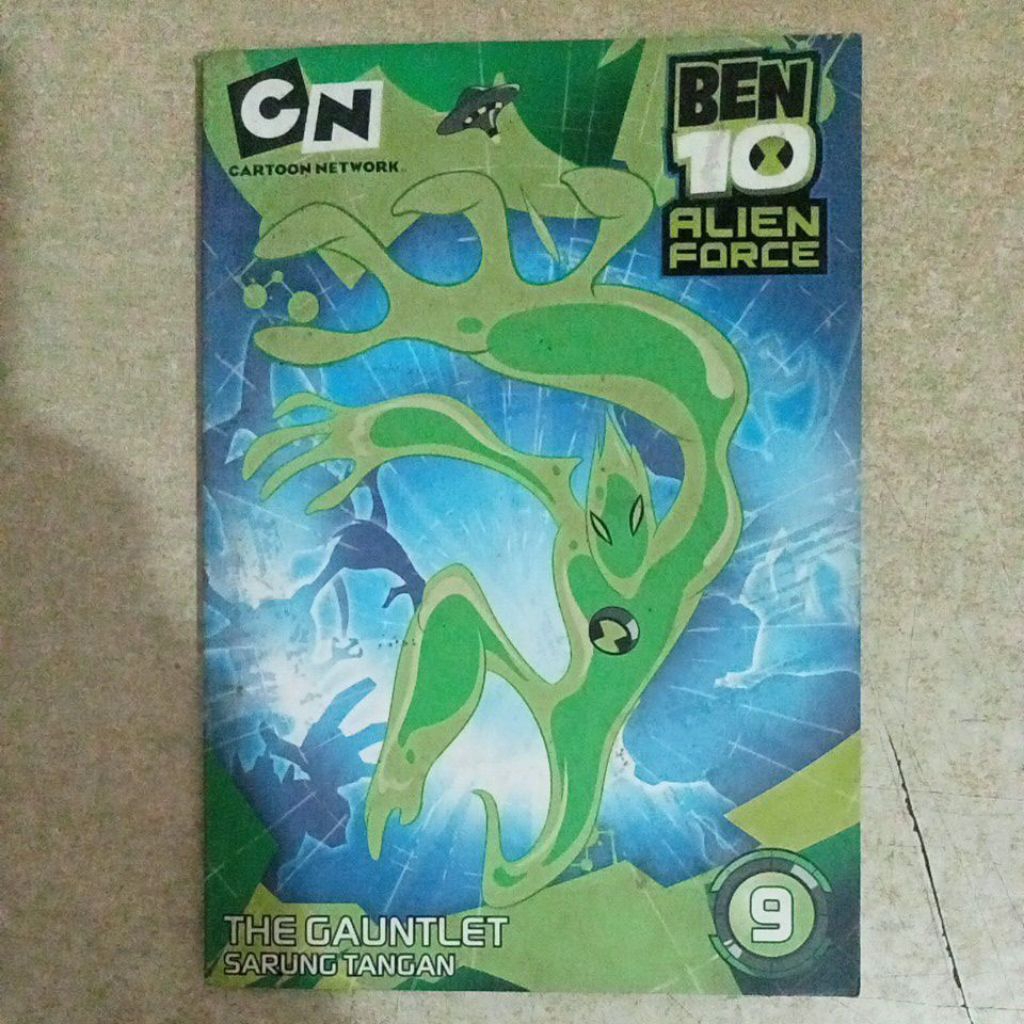 CN
CARTOON NETWORK
BEN
10
ALIEN
FORCE
THE GAUNTLET
SARUNG TANGAN
9